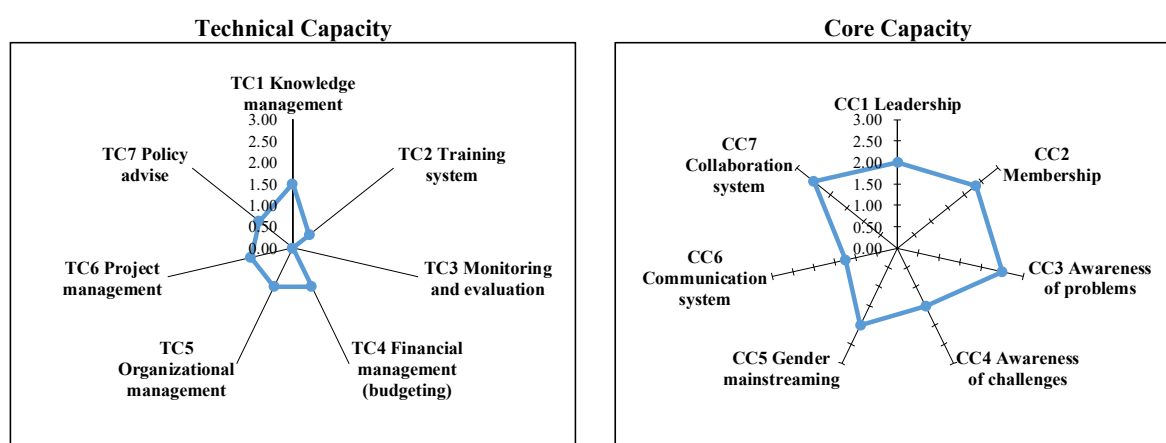 Technical Capacity
TC1 Knowledge
management
3.00
2.50
2.00
1.50
1.00
0.50
0.00
TC2 Training
system
TC3 Monitoring
and evaluation
TC4 Financial
management
(budgeting)
TC5
Organizational
management
TC6 Project
management
TC7 Policy
advise
Core Capacity
CC1 Leadership
3.00
2.50
2.00
1.50
1.00
0.50
0.00
CC2
Membership
CC3 Awareness
of problems
CC4 Awareness
of challenges
CC5 Gender
mainstreaming
CC6
Communication
system
CC7
Collaboration
system